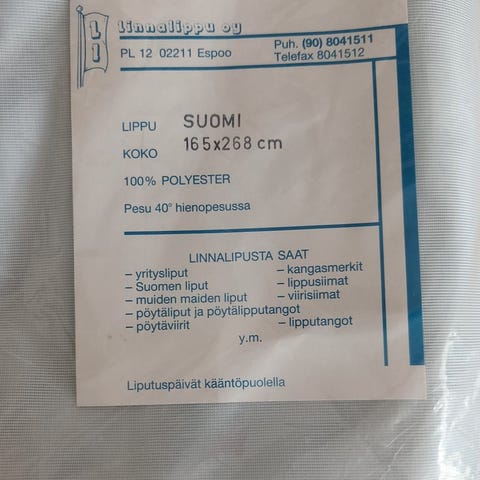 L
I
linnalippu oy
PL 12 02211 Espoo
Puh. (90) 8041511
Telefax 8041512
LIPPU SUOMI
KOKO 165x268 cm
100% POLYESTER
Pesu 40° hienopesussa
LINNALIPUSTA SAAT
– yritysliput
– Suomen liput
– muiden maiden liput
– pöytäliput ja pöytälipputangot
– pöytäviirit
– kangasmerkit
– lippusiimat
– viirisiimat
– lipputangot
y.m.
Liputuspäivät kääntöpuolella